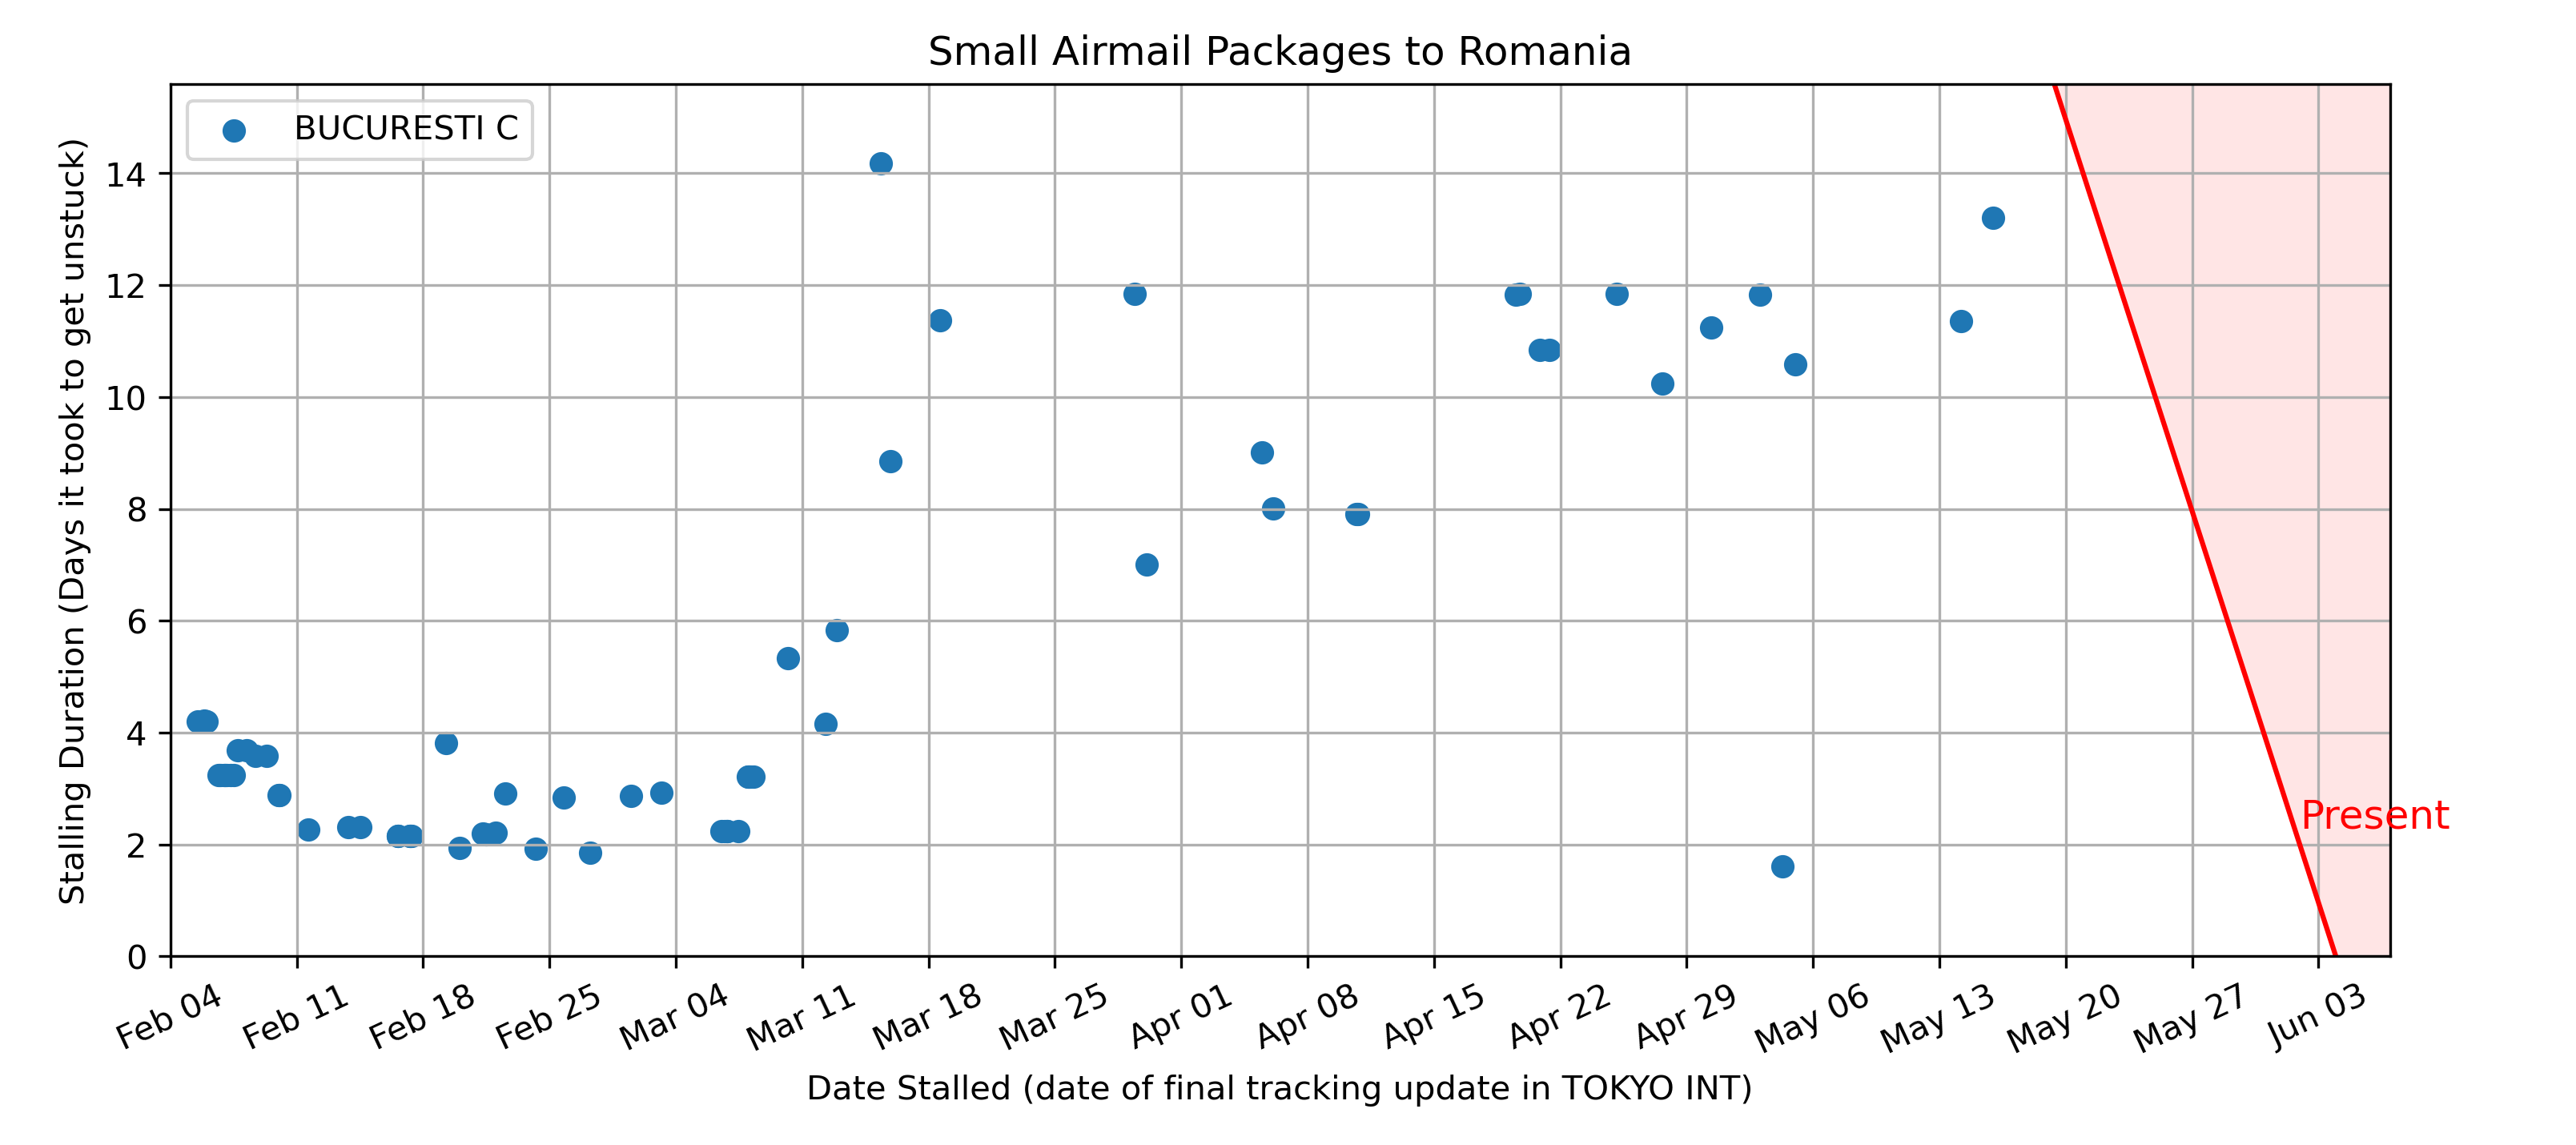 Small Airmail Packages to Romania
BUCURESTI C
Stalling Duration (Days it took to get unstuck)
14
12
10
8
6
4
2
0
Present
Feb 04
Feb 11
Feb 18
Feb 25
Mar 04
Mar 11
Mar 18
Mar 25
Apr 01
Apr 08
Apr 15
Apr 22
Apr 29
May 06
May 13
May 20
May 27
Jun 03
Date Stalled (date of final tracking update in TOKYO INT)